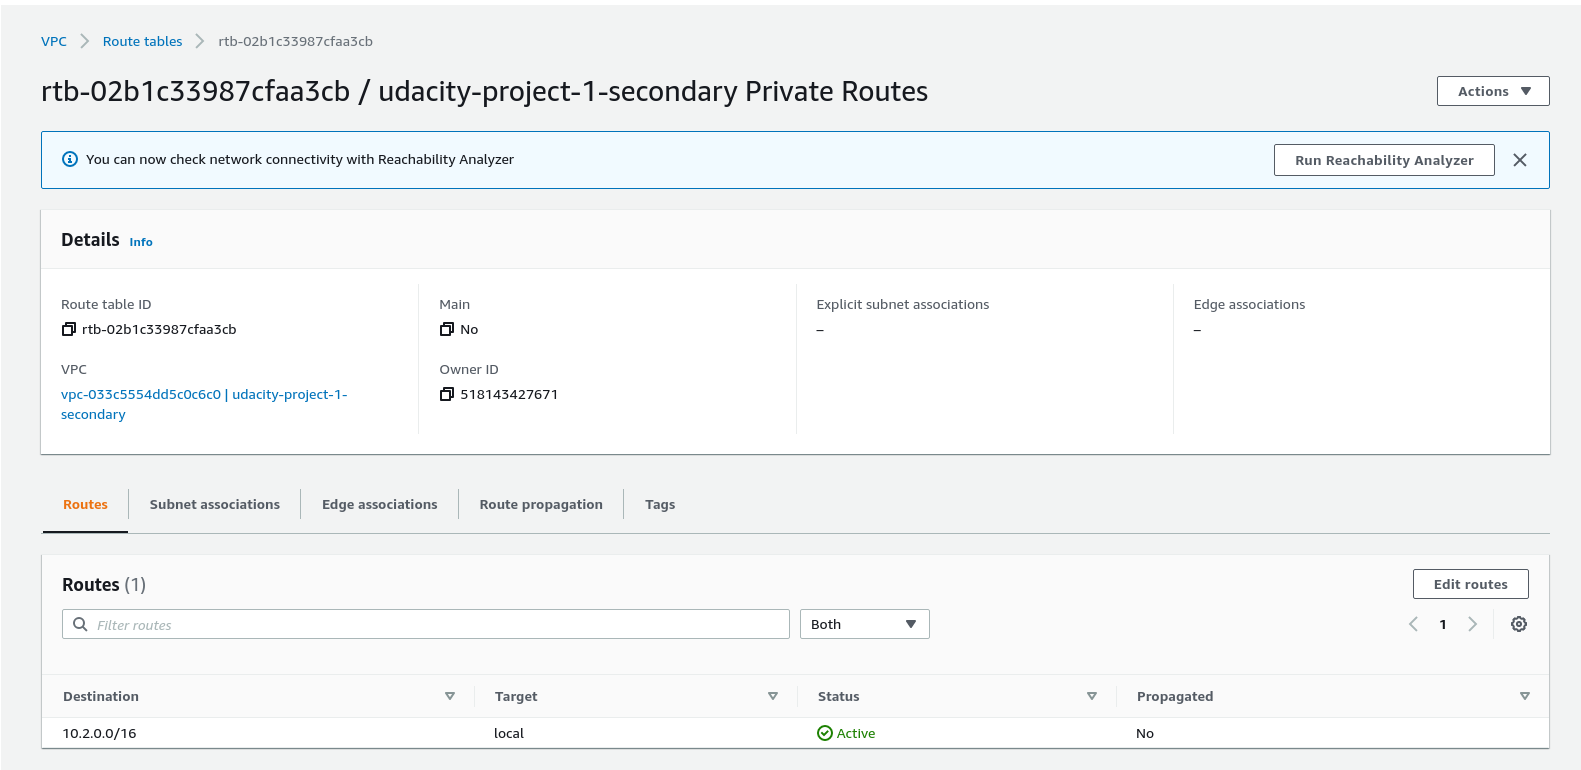 VPC > Route tables > rtb-02b1c33987cfaa3cb
rtb-02b1c33987cfaa3cb / udacity-project-1-secondary Private Routes
Actions
You can now check network connectivity with Reachability Analyzer
Run Reachability Analyzer
Details Info
Route table ID
rtb-02b1c33987cfaa3cb
Main
No
Explicit subnet associations
–
Edge associations
–
VPC
vpc-033c5554dd5c0c6c0 | udacity-project-1-
secondary
Owner ID
518143427671
Routes Subnet associations Edge associations Route propagation Tags
Routes (1)
Edit routes
Filter routes
Both
1
Destination Target Status Propagated
10.2.0.0/16 local Active No